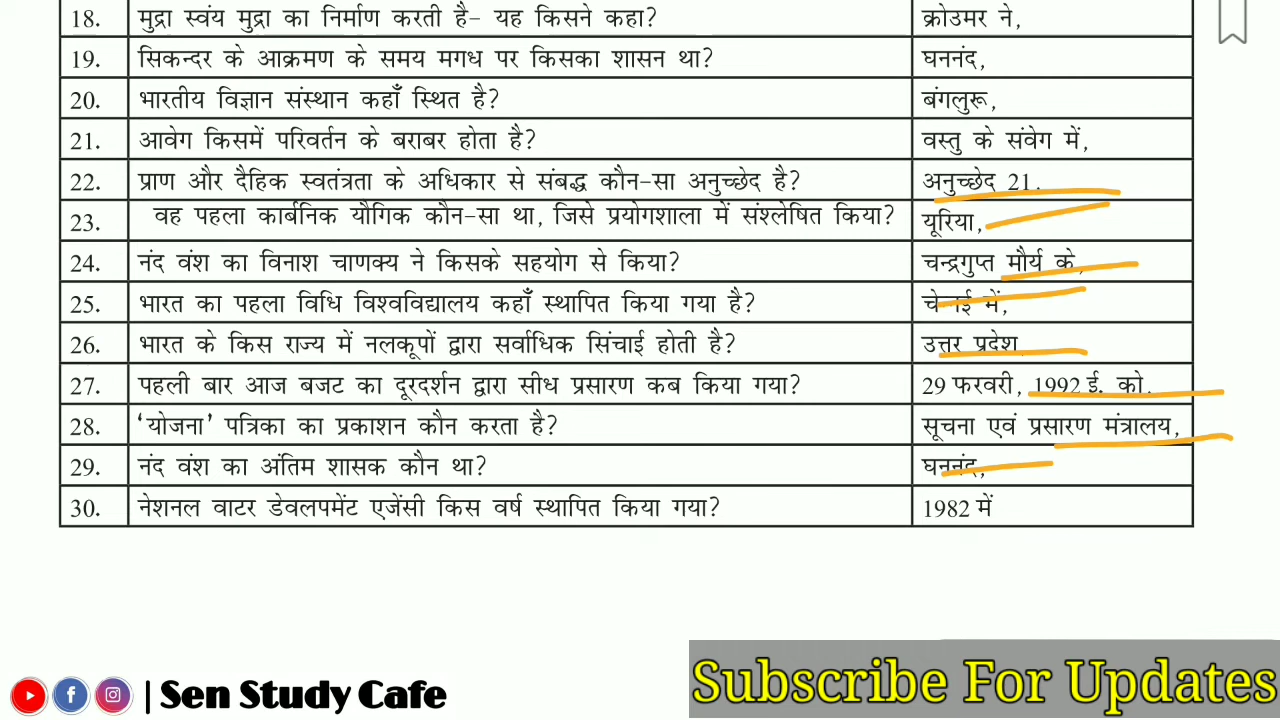 18. मुद्रा स्वंय मुद्रा का निर्माण करती है- यह किसने कहा? क्रोउमर ने,
19. सिकन्दर के आक्रमण के समय मगध पर किसका शासन था? घननंद,
20. भारतीय विज्ञान संस्थान कहाँ स्थित है? बंगलुरू,
21. आवेग किसमें परिवर्तन के बराबर होता है? वस्तु के संवेग में,
22. प्राण और दैहिक स्वतंत्रता के अधिकार से संबद्ध कौन-सा अनुच्छेद है? अनुच्छेद 21.
23. वह पहला कार्बनिक यौगिक कौन-सा था, जिसे प्रयोगशाला में संश्लेषित किया? यूरिया,
24. नंद वंश का विनाश चाणक्य ने किसके सहयोग से किया? चन्द्रगुप्त मौर्य के,
25. भारत का पहला विधि विश्वविद्यालय कहाँ स्थापित किया गया है? चेन्नई में,
26. भारत के किस राज्य में नलकूपों द्वारा सर्वाधिक सिंचाई होती है? उत्तर प्रदेश,
27. पहली बार आज बजट का दूरदर्शन द्वारा सीध प्रसारण कब किया गया? 29 फरवरी, 1992 ई. को.
28. ‘योजना’ पत्रिका का प्रकाशन कौन करता है? सूचना एवं प्रसारण मंत्रालय,
29. नंद वंश का अंतिम शासक कौन था? घननंद,
30. नेशनल वाटर डेवलपमेंट एजेंसी किस वर्ष स्थापित किया गया? 1982 में
| Sen Study Cafe
Subscribe For Updates